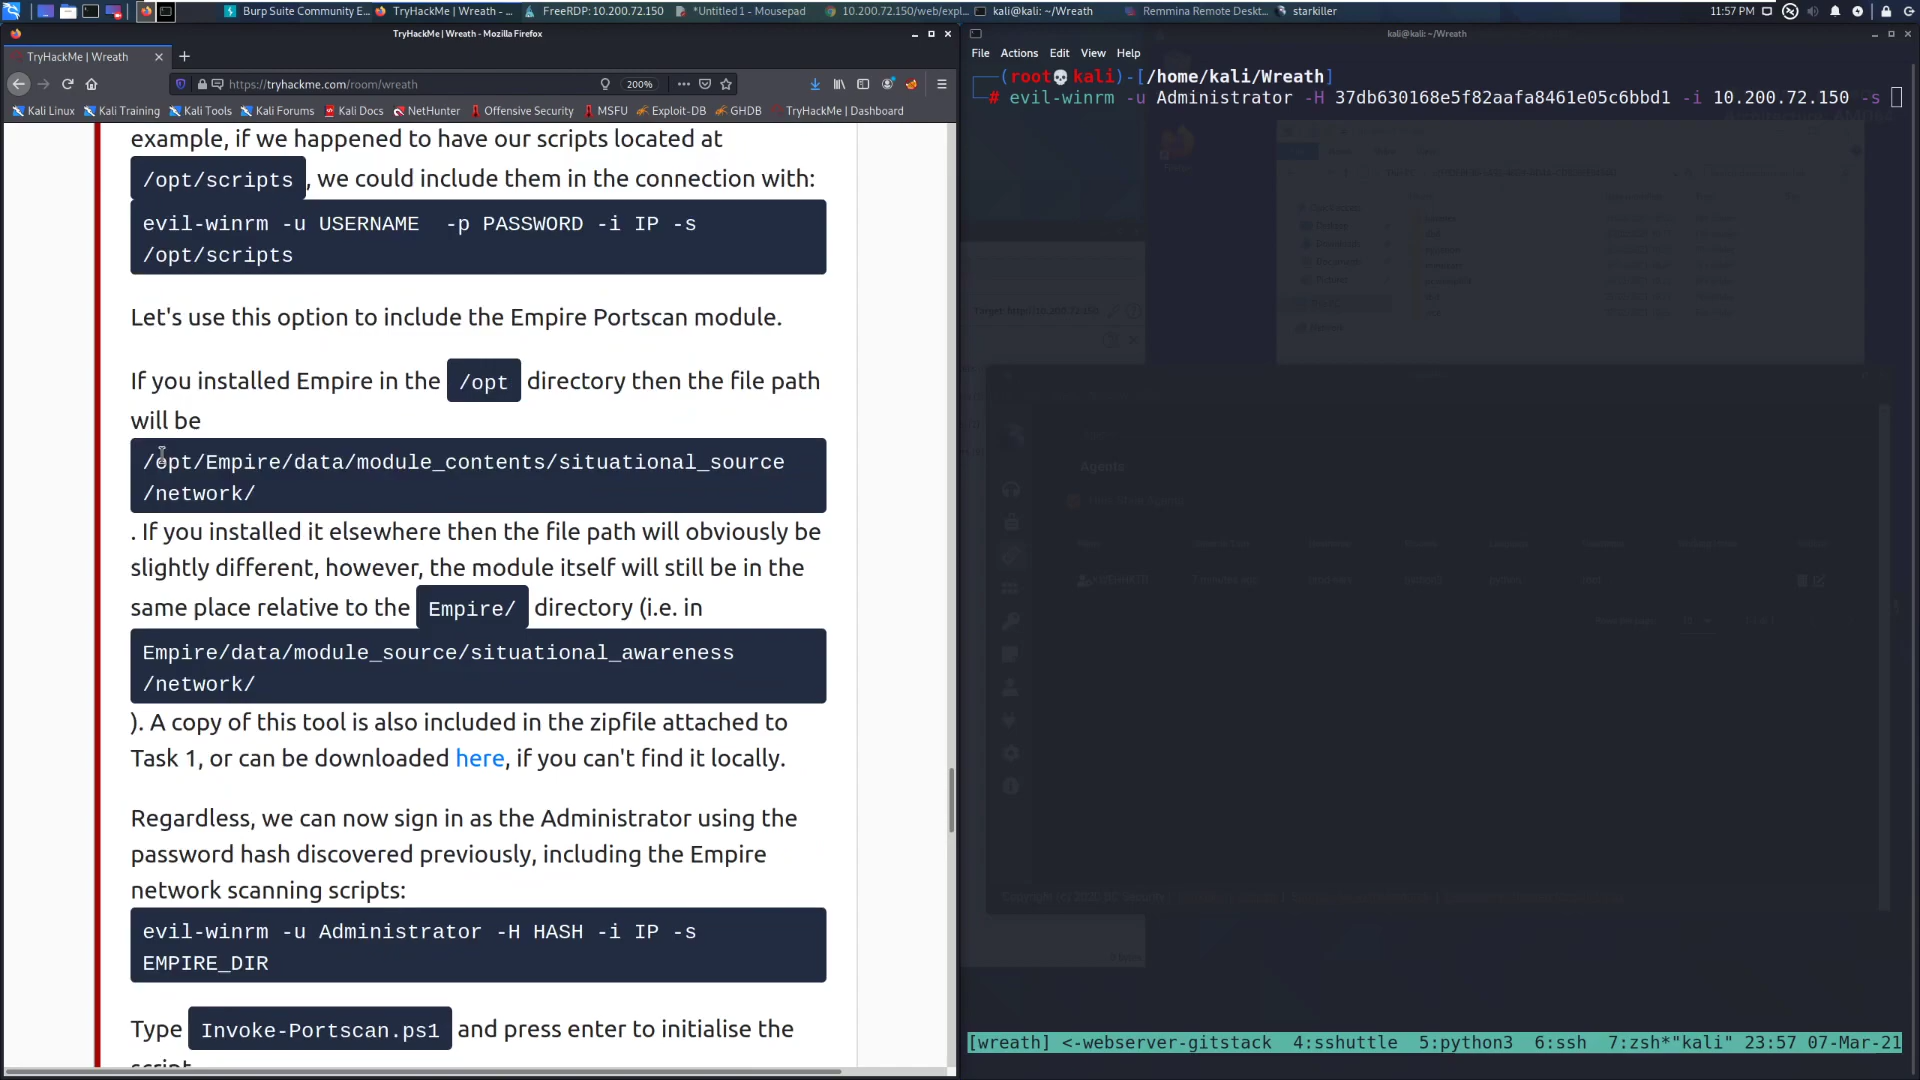 Burp Suite Community E...
TryHackMe | Wreath - ...
FreeRDP: 10.200.72.150
*Untitled 1 - Mousepad
10.200.72.150/web/expl...
kali@kali: ~/Wreath
Remmina Remote Deskt...
starkiller
11:57 PM
TryHackMe | Wreath - Mozilla Firefox
TryHackMe | Wreath
https://tryhackme.com/room/wreath
200%
Kali Linux
Kali Training
Kali Tools
Kali Forums
Kali Docs
NetHunter
Offensive Security
MSFU
Exploit-DB
GHDB
TryHackMe | Dashboard
example, if we happened to have our scripts located at
/opt/scripts , we could include them in the connection with:
evil-winrm -u USERNAME  -p PASSWORD -i IP -s
/opt/scripts
Let's use this option to include the Empire Portscan module.
If you installed Empire in the /opt directory then the file path
will be
/opt/Empire/data/module_contents/situational_source
/network/
. If you installed it elsewhere then the file path will obviously be
slightly different, however, the module itself will still be in the
same place relative to the Empire/ directory (i.e. in
Empire/data/module_source/situational_awareness
/network/
). A copy of this tool is also included in the zipfile attached to
Task 1, or can be downloaded here, if you can't find it locally.
Regardless, we can now sign in as the Administrator using the
password hash discovered previously, including the Empire
network scanning scripts:
evil-winrm -u Administrator -H HASH -i IP -s
EMPIRE_DIR
Type Invoke-Portscan.ps1 and press enter to initialise the
script
kali@kali: ~/Wreath
File Actions Edit View Help
(root💀kali)-[/home/kali/Wreath]
# evil-winrm -u Administrator -H 37db630168e5f82aafa8461e05c6bbd1 -i 10.200.72.150 -s
Agents
[wreath] <-webserver-gitstack  4:sshuttle  5:python3  6:ssh  7:zsh*"kali" 23:57 07-Mar-21